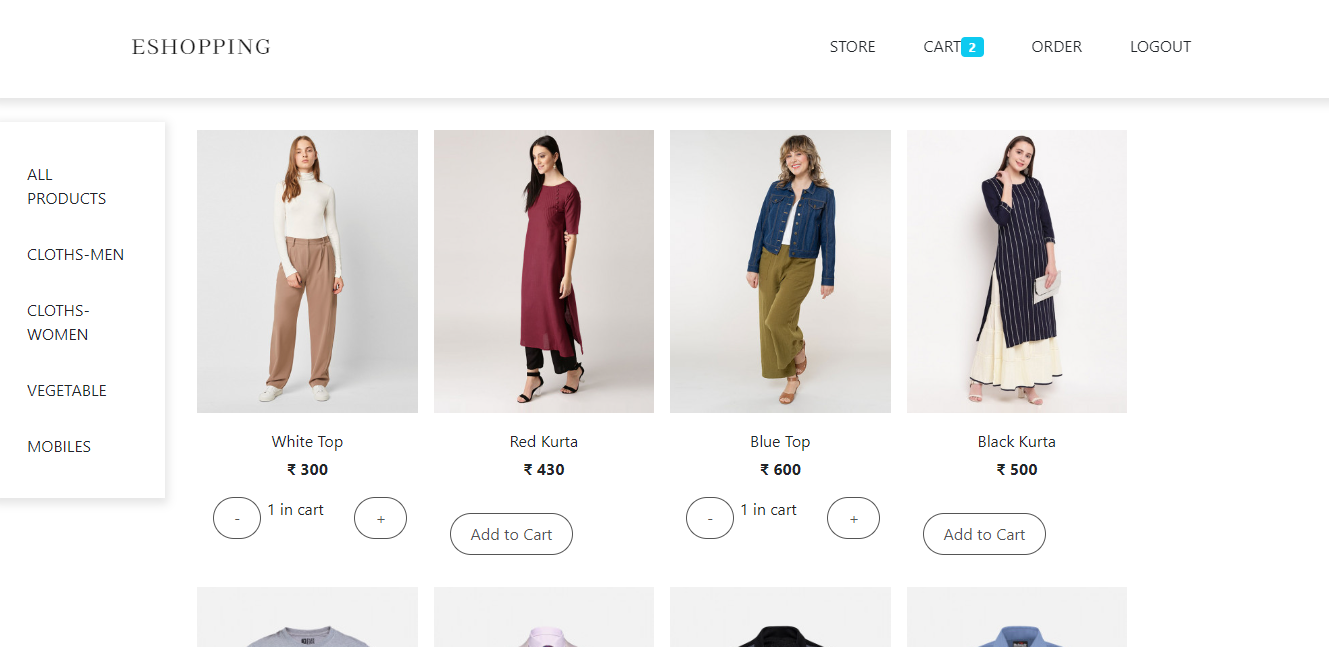 ESHOPPING
STORE
CART 2
ORDER
LOGOUT
ALL
PRODUCTS
CLOTHS-MEN
CLOTHS-
WOMEN
VEGETABLE
MOBILES
White Top
₹ 300
- 1 in cart +
Red Kurta
₹ 430
Add to Cart
Blue Top
₹ 600
- 1 in cart +
Black Kurta
₹ 500
Add to Cart